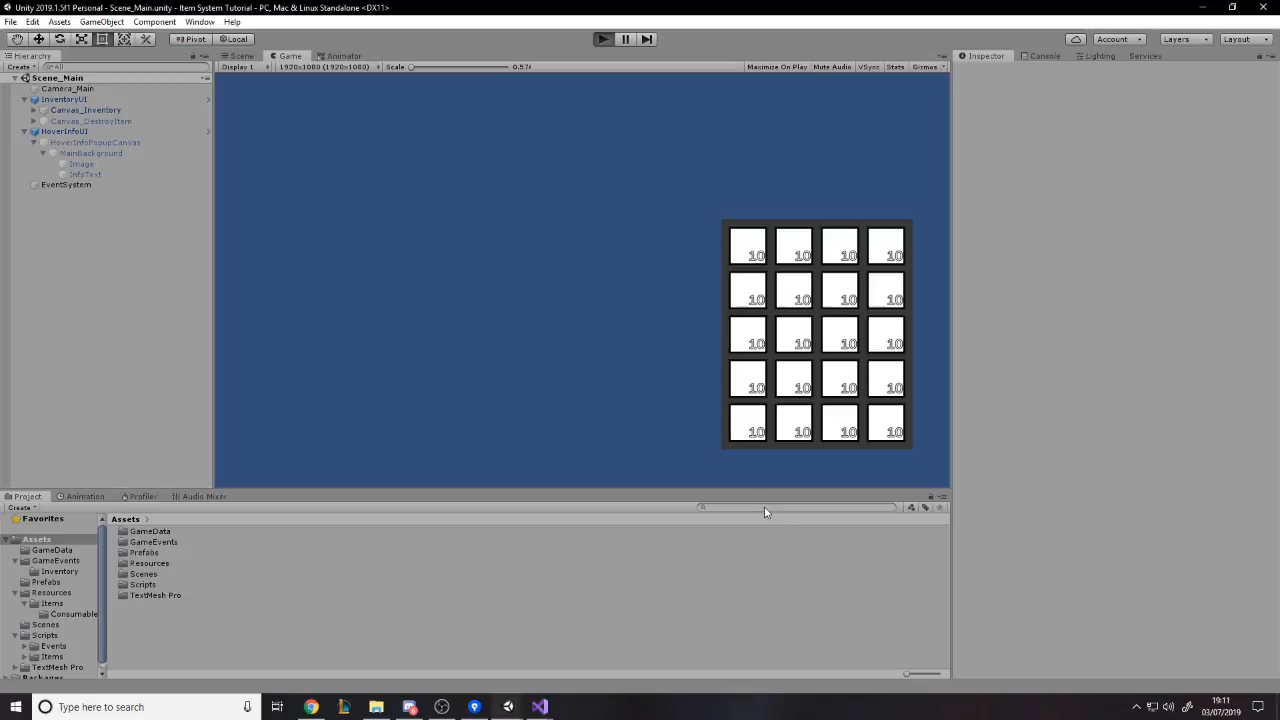 Unity 2019.1.5f1 Personal - Scene_Main.unity - Item System Tutorial - PC, Mac & Linux Standalone <DX11>
File Edit Assets GameObject Component Window Help
Pivot Local Account Layers Layout
Hierarchy Scene Game Animator Inspector Console Lighting Services
Create All Display 1 1920x1080 (1920x1080) Scale Maximize On Play Mute Audio VSync Stats Gizmos
Scene_Main
Camera_Main
InventoryUI
Canvas_Inventory
Canvas_DestroyItem
HoverInfoUI
HoverInfoPopupCanvas
MainBackground
Image
InfoText
EventSystem
10 10 10 10
10 10 10 10
10 10 10 10
10 10 10 10
10 10 10 10
Project Animation Profiler Audio Mixer
Create
Favorites
Assets
GameData
GameEvents
Inventory
Prefabs
Resources
Items
Consumable
Scenes
Scripts
Events
Items
TextMesh Pro
Packages
Assets
GameData
GameEvents
Prefabs
Resources
Scenes
Scripts
TextMesh Pro
Type here to search
19:11
03/07/2019